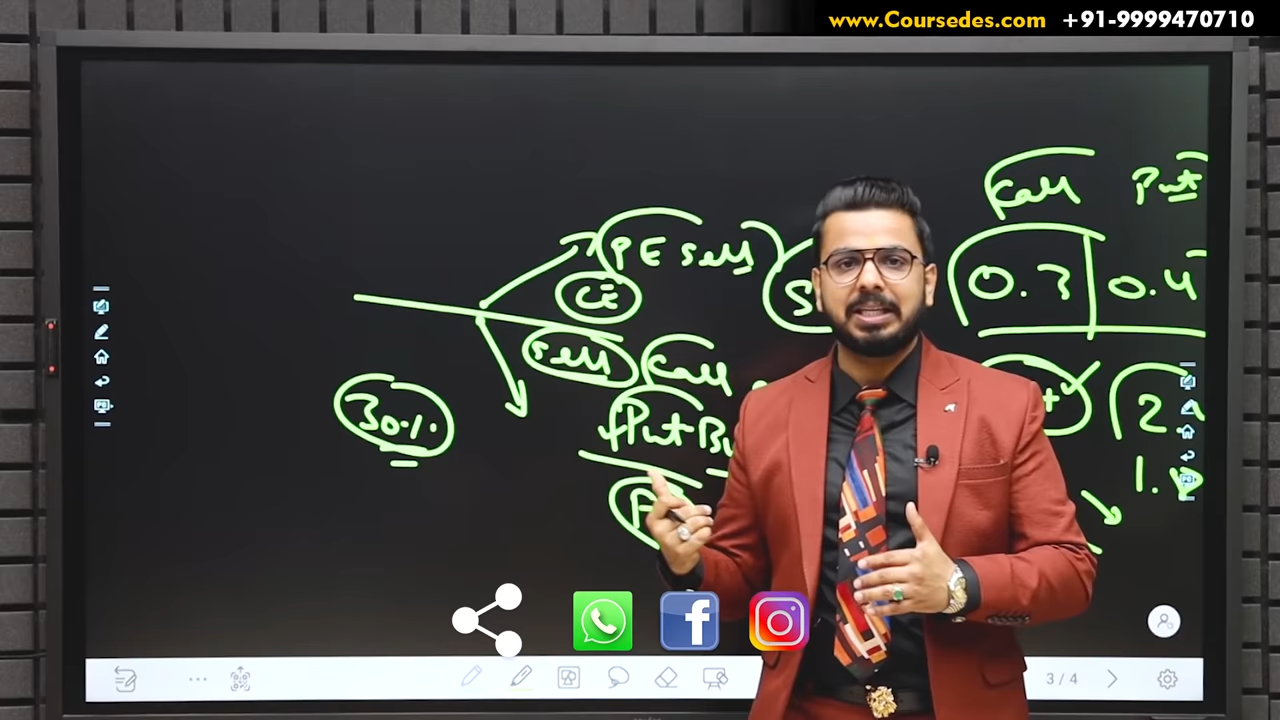 www.Coursedes.com +91-9999470710
Call Put
PE Sell
0.3 0.4
CE
Sell Call
30%
Put
2.
1.
3 / 4